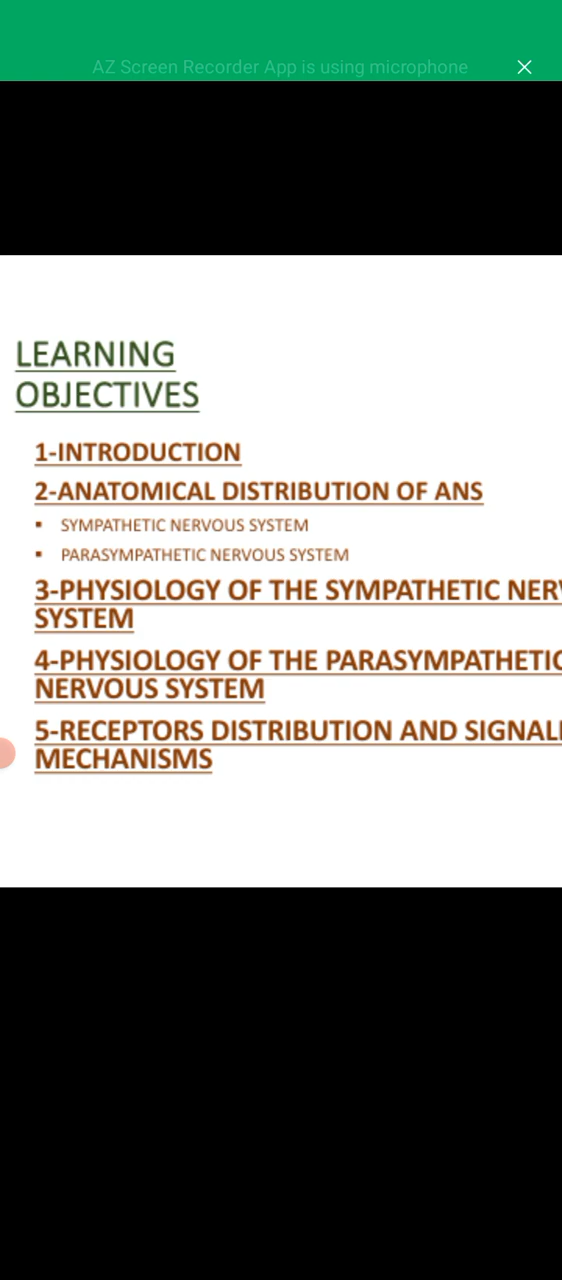 AZ Screen Recorder App is using microphone
LEARNING
OBJECTIVES
1-INTRODUCTION
2-ANATOMICAL DISTRIBUTION OF ANS
▪ SYMPATHETIC NERVOUS SYSTEM
▪ PARASYMPATHETIC NERVOUS SYSTEM
3-PHYSIOLOGY OF THE SYMPATHETIC
SYSTEM
4-PHYSIOLOGY OF THE PARASYMPATHETIC
NERVOUS SYSTEM
5-RECEPTORS DISTRIBUTION AND
MECHANISMS